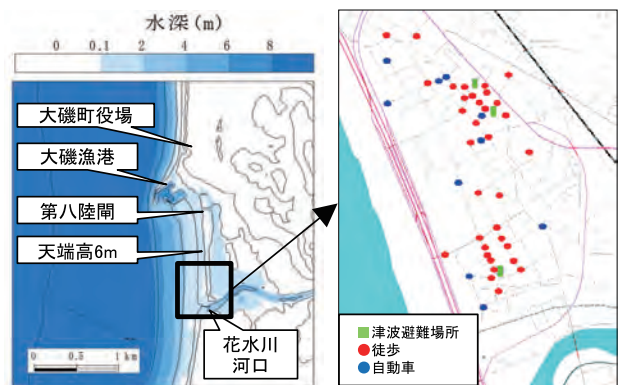 水深(m)
0 0.1 2 4 6 8
大磯町役場
大磯漁港
第八陸閘
天端高6m
花水川
河口
0 0.5 1 km
津波避難場所
徒歩
自動車